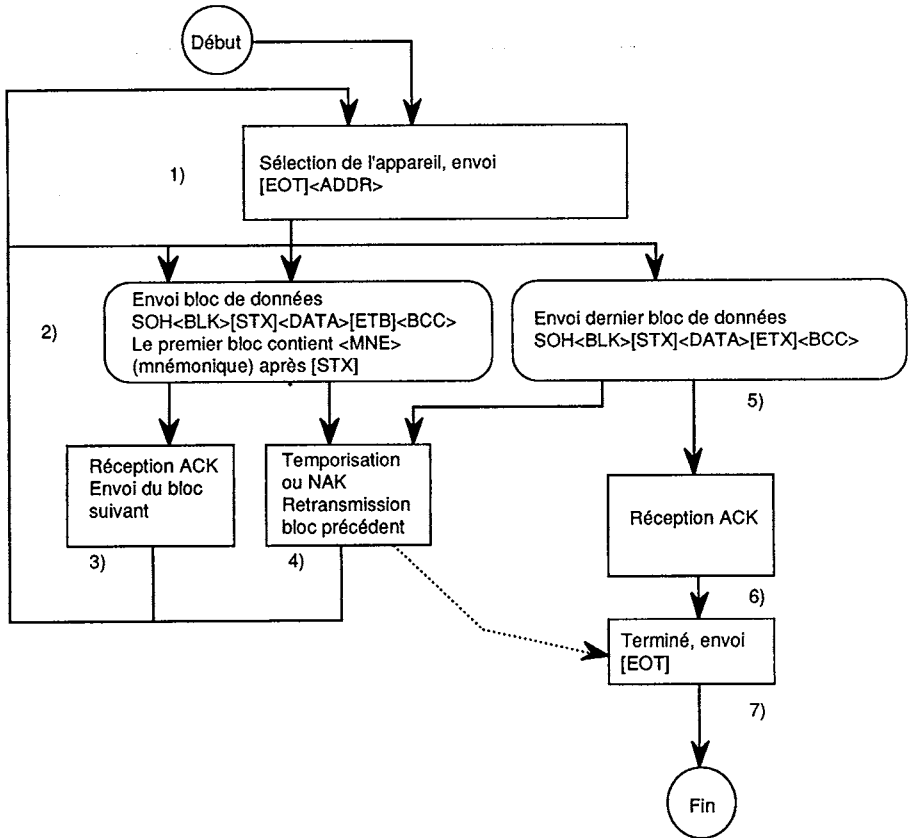 Début
1)
Sélection de l'appareil, envoi
[EOT]<ADDR>
2)
Envoi bloc de données
SOH<BLK>[STX]<DATA>[ETB]<BCC>
Le premier bloc contient <MNE>
(mnémonique) après [STX]
Envoi dernier bloc de données
SOH<BLK>[STX]<DATA>[ETX]<BCC>
5)
Réception ACK
Envoi du bloc
suivant
3)
Temporisation
ou NAK
Retransmission
bloc précédent
4)
Réception ACK
6)
Terminé, envoi
[EOT]
7)
Fin